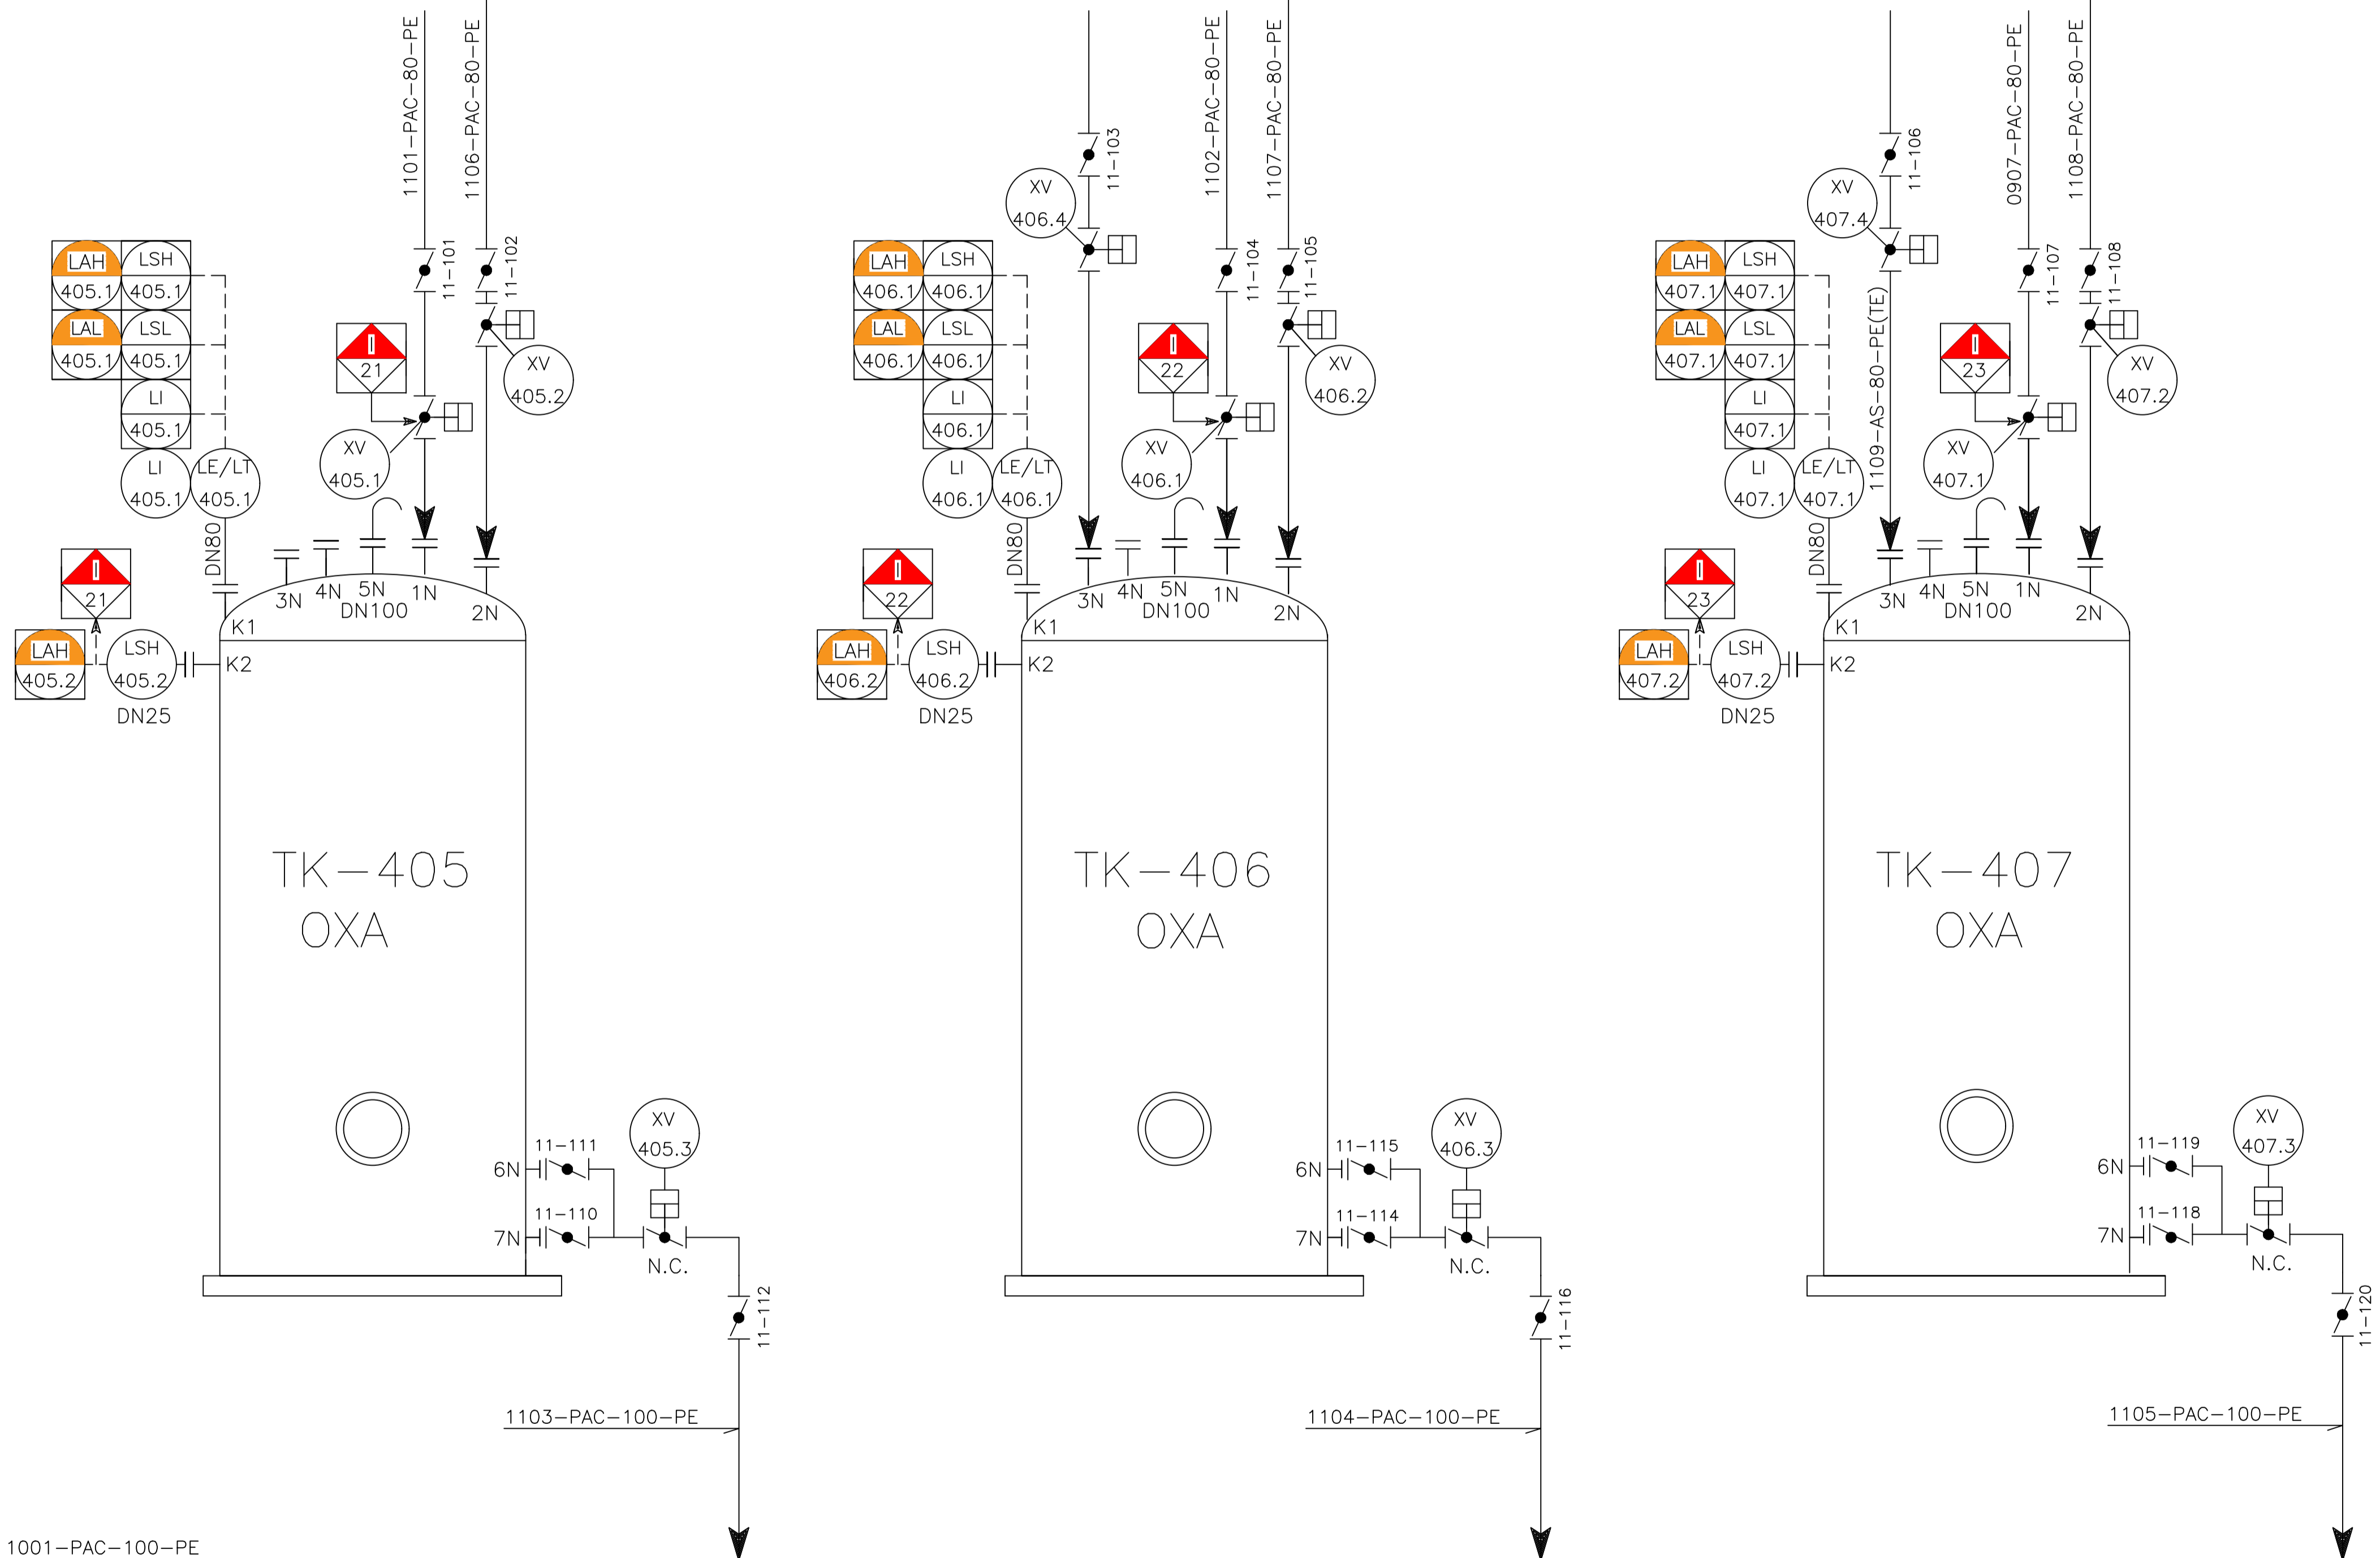 1101-PAC-80-PE
1106-PAC-80-PE
11-101
11-102
LAH
405.1
LSH
405.1
LAL
405.1
LSL
405.1
LI
405.1
LI
405.1
LE/LT
405.1
I
21
XV
405.1
XV
405.2
DN80
3N
4N
5N
DN100
1N
2N
I
21
K1
LAH
405.2
LSH
405.2
K2
DN25
TK-405
OXA
11-111
6N
XV
405.3
11-110
7N
N.C.
11-112
1103-PAC-100-PE
1001-PAC-100-PE
11-103
1102-PAC-80-PE
1107-PAC-80-PE
XV
406.4
11-104
11-105
LAH
406.1
LSH
406.1
LAL
406.1
LSL
406.1
LI
406.1
LI
406.1
LE/LT
406.1
I
22
XV
406.1
XV
406.2
DN80
3N
4N
5N
DN100
1N
2N
I
22
K1
LAH
406.2
LSH
406.2
K2
DN25
TK-406
OXA
11-115
6N
XV
406.3
11-114
7N
N.C.
11-116
1104-PAC-100-PE
11-106
0907-PAC-80-PE
1108-PAC-80-PE
XV
407.4
11-107
11-108
LAH
407.1
LSH
407.1
LAL
407.1
LSL
407.1
LI
407.1
LI
407.1
LE/LT
407.1
1109-AS-80-PE(TE)
I
23
XV
407.1
XV
407.2
DN80
3N
4N
5N
DN100
1N
2N
I
23
K1
LAH
407.2
LSH
407.2
K2
DN25
TK-407
OXA
11-119
6N
XV
407.3
11-118
7N
N.C.
11-120
1105-PAC-100-PE